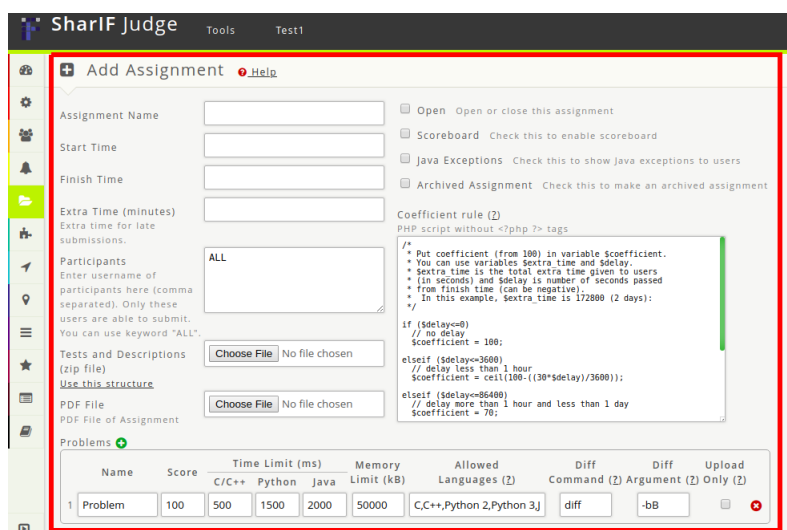 SharIF Judge Tools Test1
Add Assignment Help
Assignment Name
Start Time
Finish Time
Extra Time (minutes)
Extra time for late
submissions.
Participants
Enter username of
participants here (comma
separated). Only these
users are able to submit.
You can use keyword "ALL".
ALL
Tests and Descriptions
(zip file)
Use this structure
Choose File No file chosen
PDF File
PDF File of Assignment
Choose File No file chosen
Open Open or close this assignment
Scoreboard Check this to enable scoreboard
Java Exceptions Check this to show Java exceptions to users
Archived Assignment Check this to make an archived assignment
Coefficient rule (?)
PHP script without <?php ?> tags
/*
* Put coefficient (from 100) in variable $coefficient.
* You can use variables $extra_time and $delay.
* $extra_time is the total extra time given to users
* (in seconds) and $delay is number of seconds passed
* from finish time (can be negative).
* In this example, $extra_time is 172800 (2 days):
*/
if ($delay<=0)
// no delay
$coefficient = 100;
elseif ($delay<=3600)
// delay less than 1 hour
$coefficient = ceil(100-((30*$delay)/3600));
elseif ($delay<=86400)
// delay more than 1 hour and less than 1 day
$coefficient = 70;
Problems
Name Score Time Limit (ms) Memory Limit (kB) Allowed Languages (?) Diff Command (?) Diff Argument (?) Upload Only (?)
C/C++ Python Java
1 Problem 100 500 1500 2000 50000 C,C++,Python 2,Python 3,J diff -bB